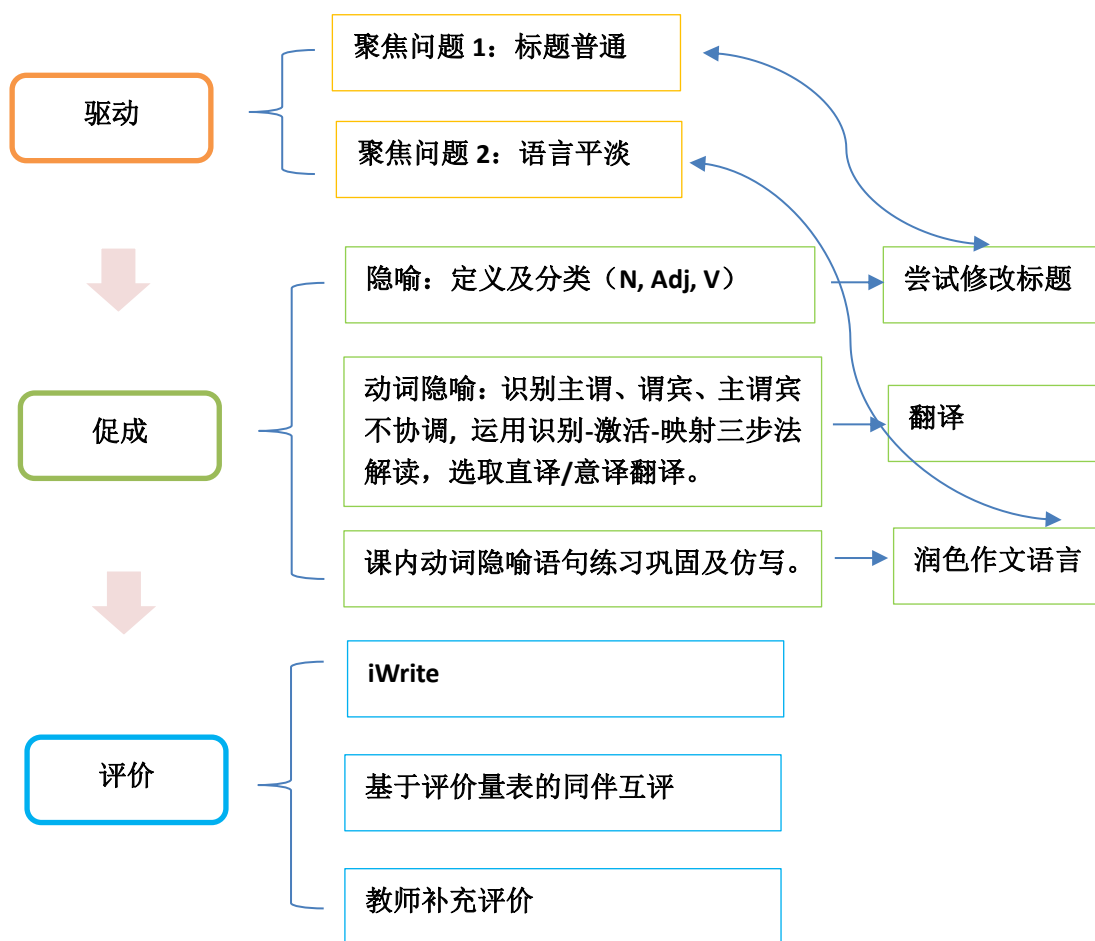 驱动
聚焦问题 1：标题普通
聚焦问题 2：语言平淡
促成
隐喻：定义及分类（N, Adj, V）
尝试修改标题
动词隐喻：识别主谓、谓宾、主谓宾
不协调, 运用识别-激活-映射三步法
解读，选取直译/意译翻译。
翻译
课内动词隐喻语句练习巩固及仿写。
润色作文语言
评价
iWrite
基于评价量表的同伴互评
教师补充评价